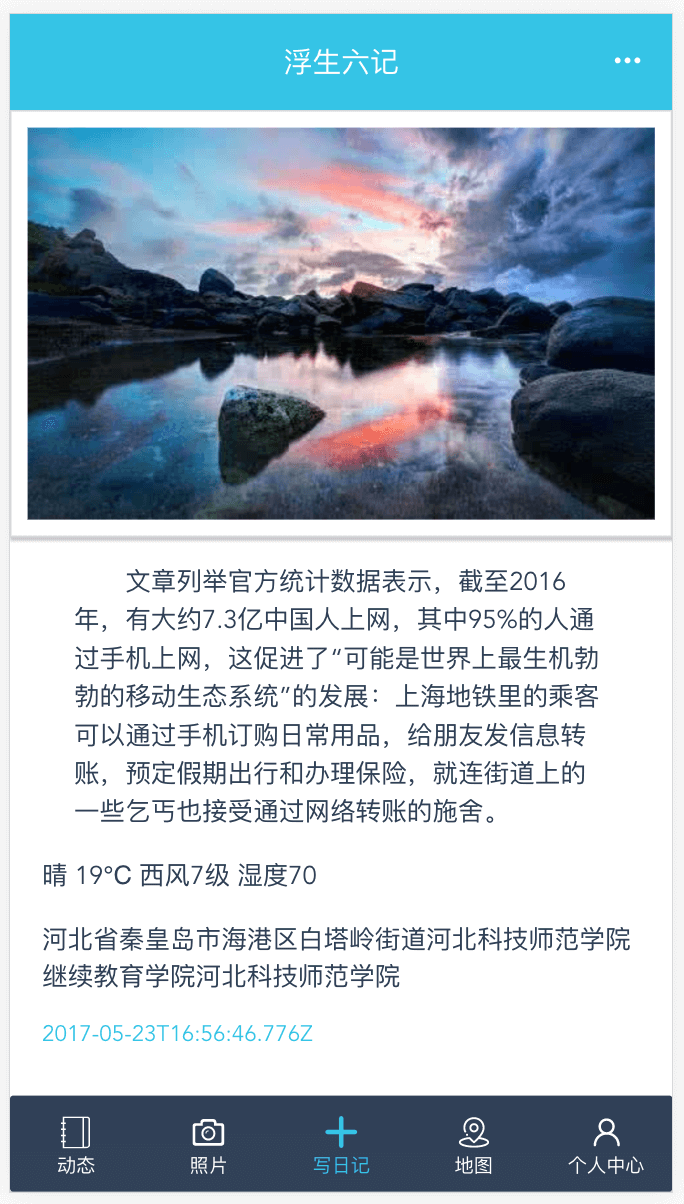 浮生六记
文章列举官方统计数据表示，截至2016
年，有大约7.3亿中国人上网，其中95%的人通
过手机上网，这促进了“可能是世界上最生机勃
勃的移动生态系统”的发展：上海地铁里的乘客
可以通过手机订购日常用品，给朋友发信息转
账，预定假期出行和办理保险，就连街道上的
一些乞丐也接受通过网络转账的施舍。
晴 19℃ 西风7级 湿度70
河北省秦皇岛市海港区白塔岭街道河北科技师范学院
继续教育学院河北科技师范学院
2017-05-23T16:56:46.776Z
动态 照片 写日记 地图 个人中心